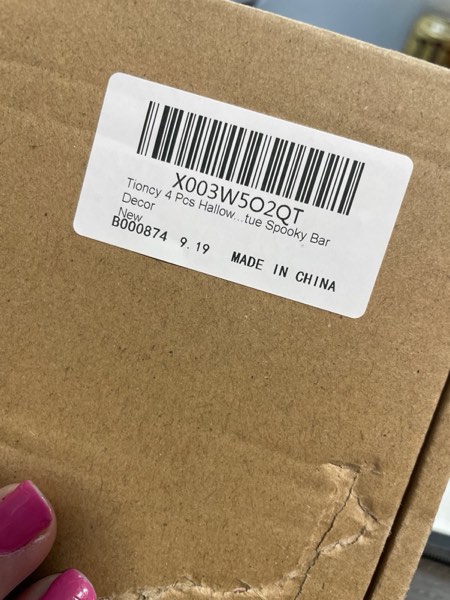 X003W5O2QT
Tioncy 4 Pcs Hallow...tue Spooky Bar
Decor
New
B000874 9.19 MADE IN CHINA